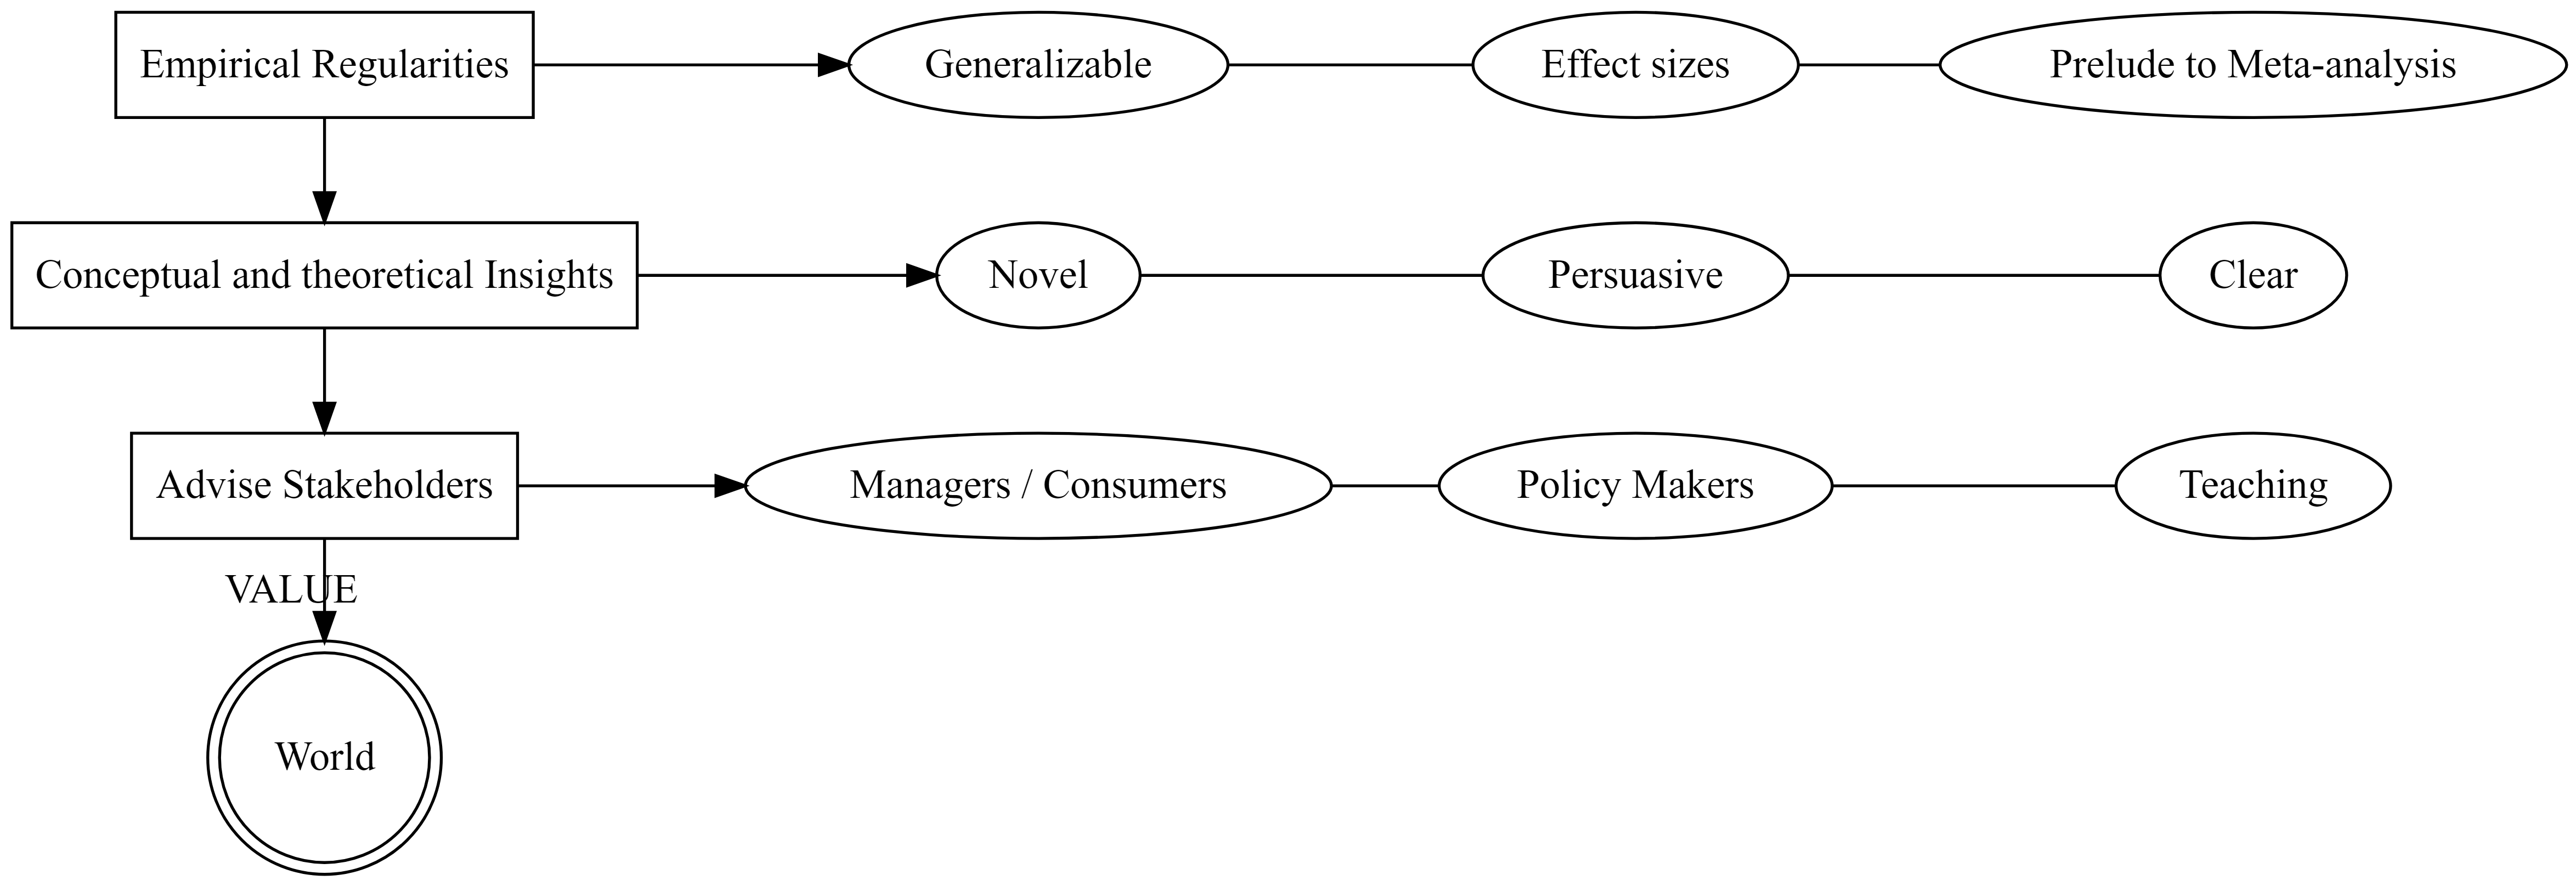 Empirical Regularities
Generalizable
Effect sizes
Prelude to Meta-analysis
Conceptual and theoretical Insights
Novel
Persuasive
Clear
Advise Stakeholders
Managers / Consumers
Policy Makers
Teaching
VALUE
World